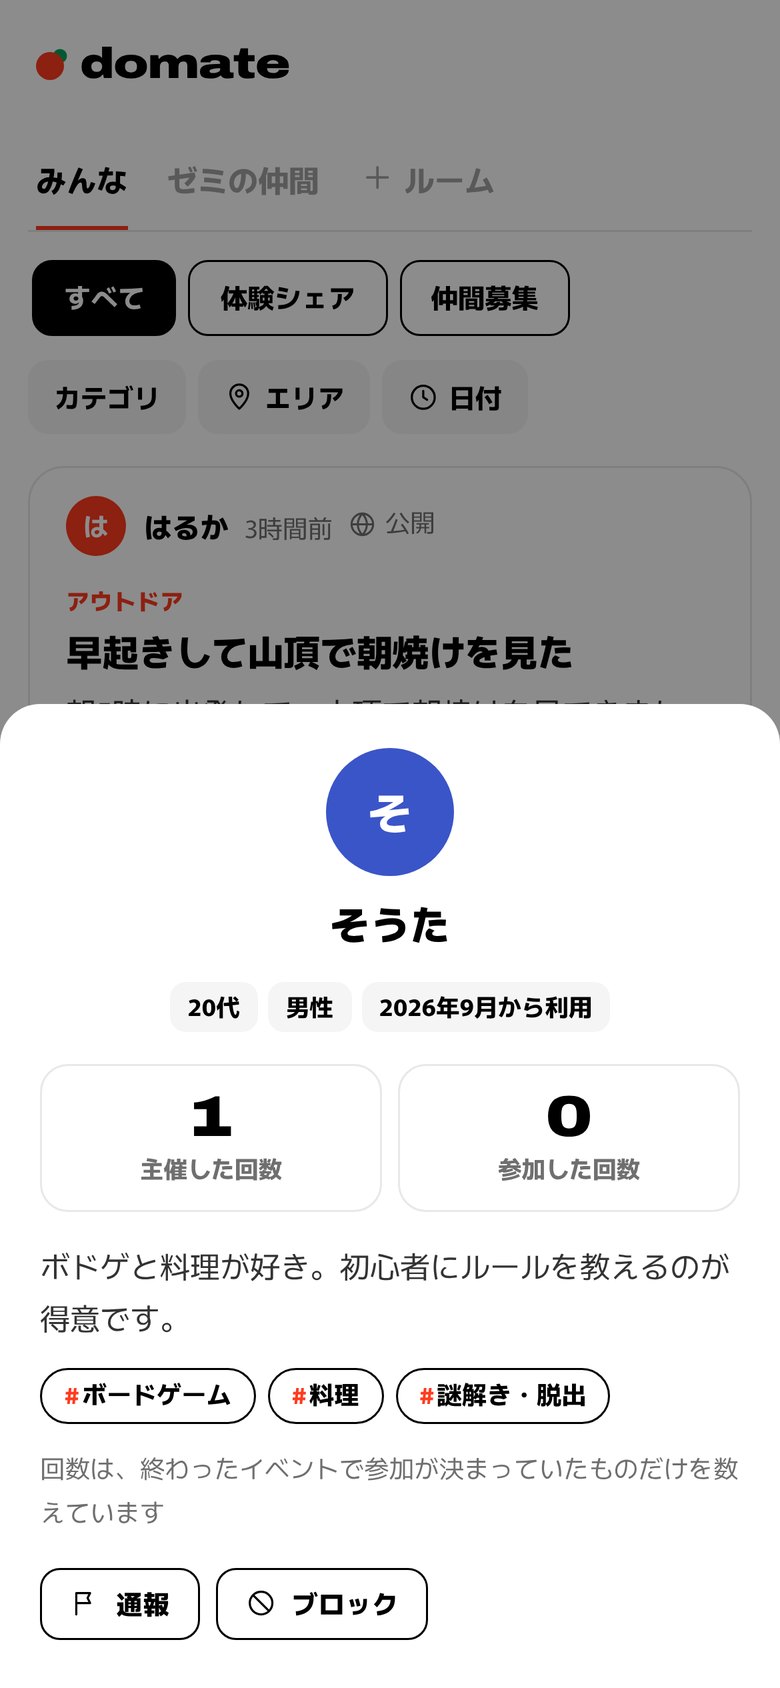 domate
みんな ゼミの仲間 ＋ ルーム
すべて 体験シェア 仲間募集
カテゴリ エリア 日付
は はるか 3時間前 公開
アウトドア
早起きして山頂で朝焼けを見た
そ
そうた
20代 男性 2026年9月から利用
1 0
主催した回数 参加した回数
ボドゲと料理が好き。初心者にルールを教えるのが
得意です。
#ボードゲーム #料理 #謎解き・脱出
回数は、終わったイベントで参加が決まっていたものだけを数
えています
通報 ブロック